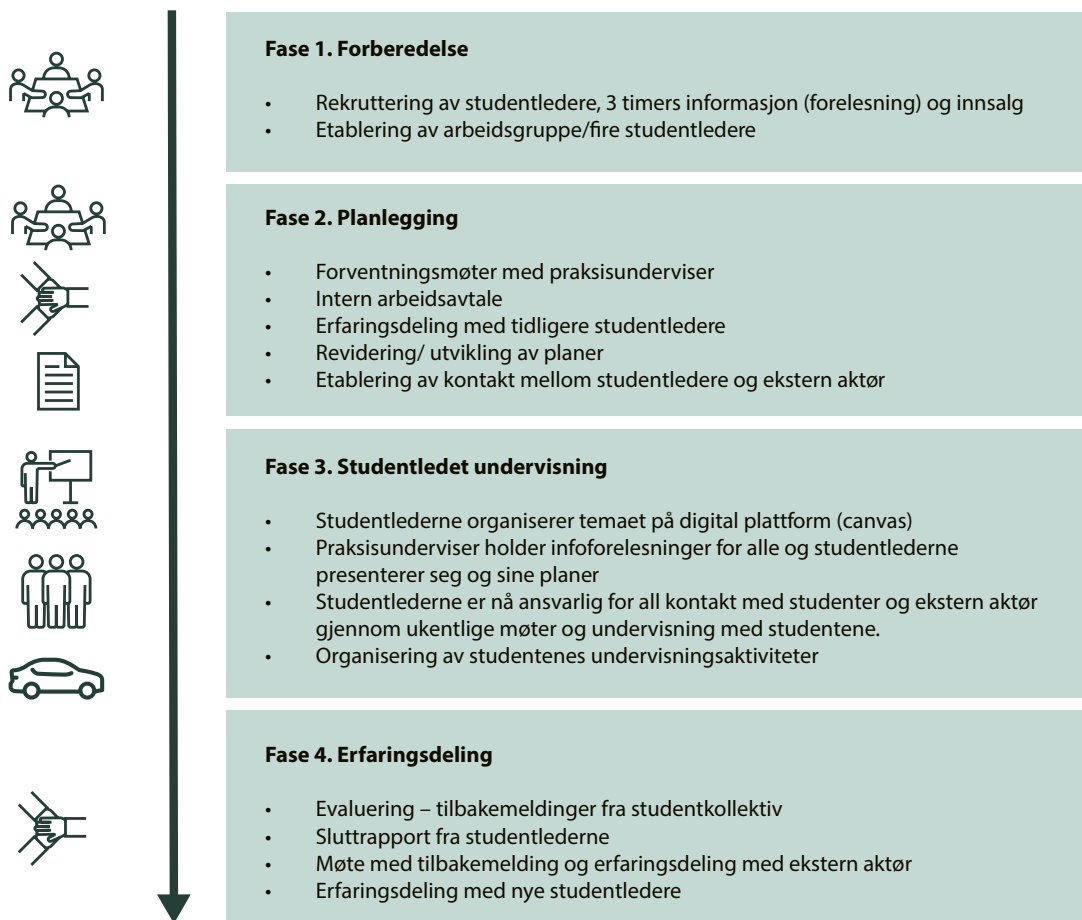 Fase 1. Forberedelse
• Rekruttering av studentledere, 3 timers informasjon (forelesning) og innsalg
• Etablering av arbeidsgruppe/fire studentledere
Fase 2. Planlegging
• Forventningsmøter med praksisunderviser
• Intern arbeidsavtale
• Erfaringsdeling med tidligere studentledere
• Revidering/ utvikling av planer
• Etablering av kontakt mellom studentledere og ekstern aktør
Fase 3. Studentledet undervisning
• Studentlederne organiserer temaet på digital plattform (canvas)
• Praksisunderviser holder infoforelesninger for alle og studentlederne
presenterer seg og sine planer
• Studentlederne er nå ansvarlig for all kontakt med studenter og ekstern aktør
gjennom ukentlige møter og undervisning med studentene.
• Organisering av studentenes undervisningsaktiviteter
Fase 4. Erfaringsdeling
• Evaluering – tilbakemeldinger fra studentkollektiv
• Sluttrapport fra studentlederne
• Møte med tilbakemelding og erfaringsdeling med ekstern aktør
• Erfaringsdeling med nye studentledere